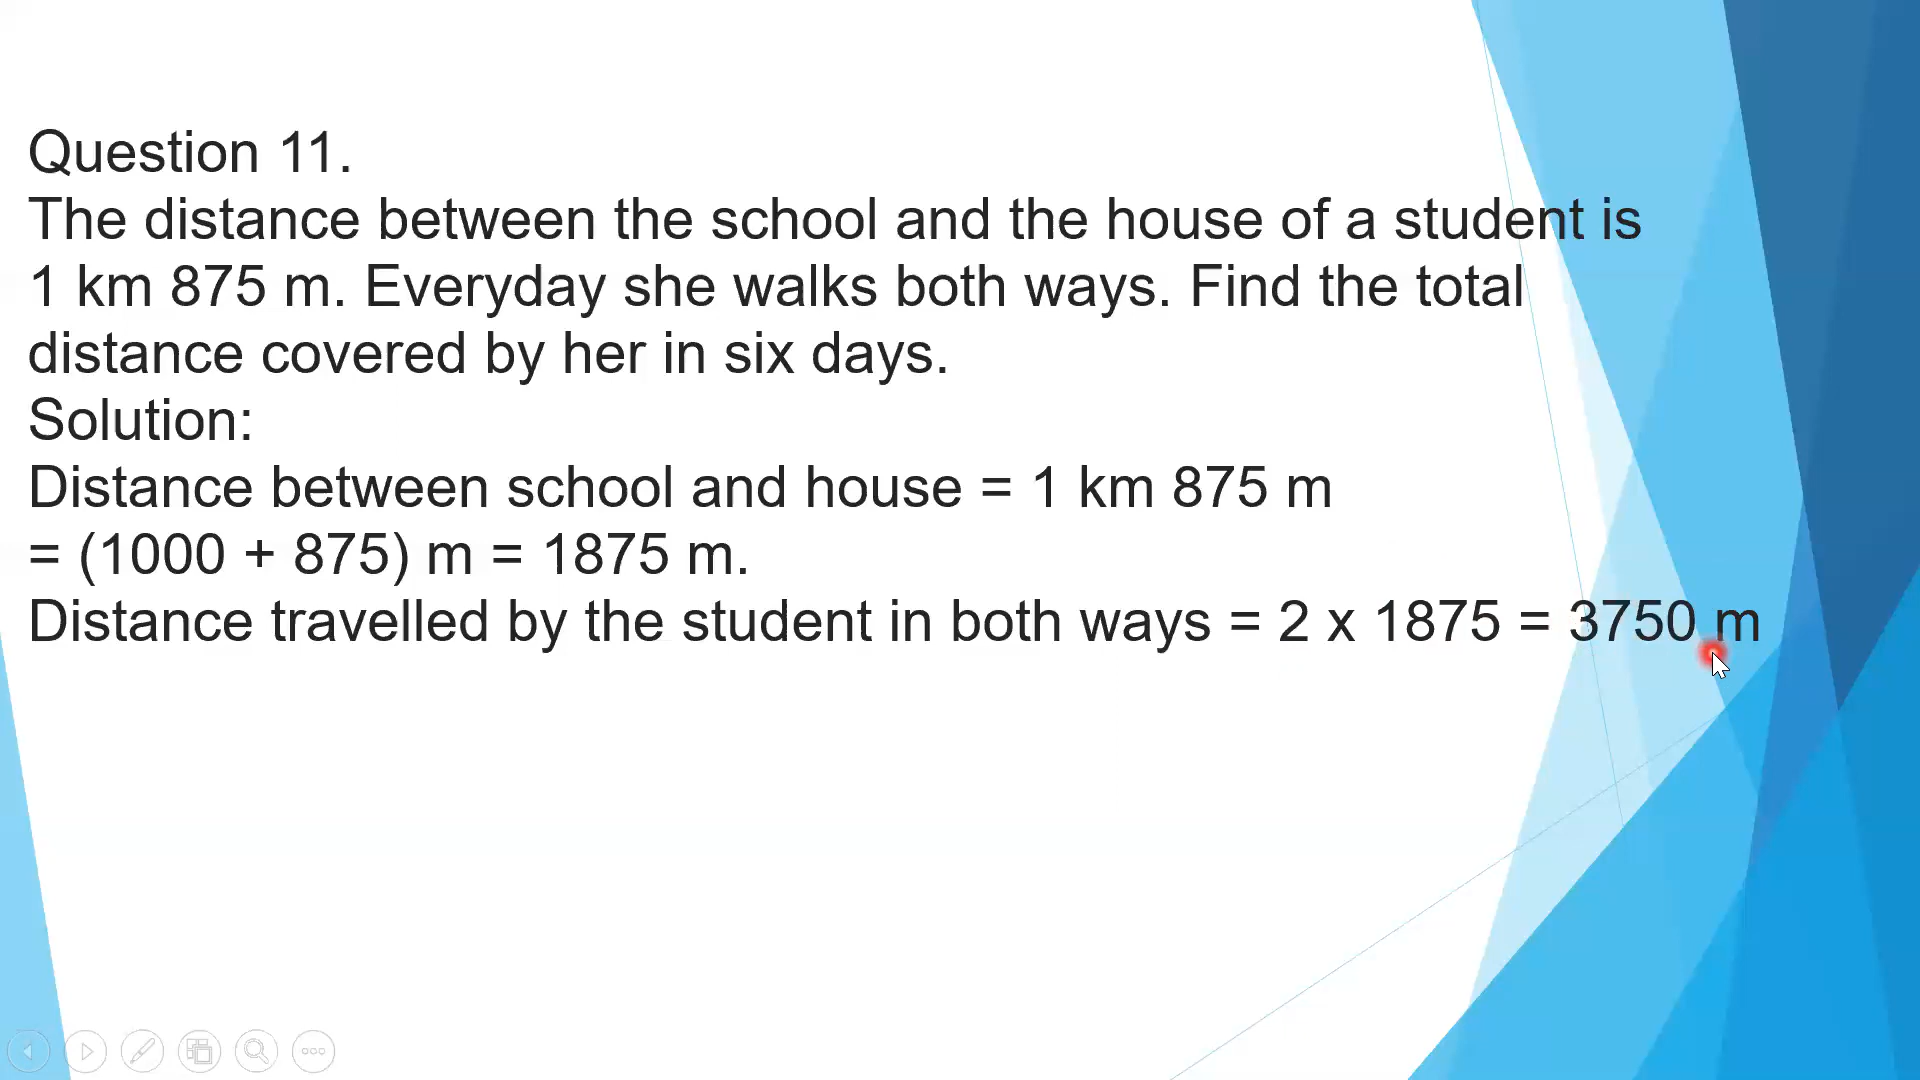 Question 11.
The distance between the school and the house of a student is
1 km 875 m. Everyday she walks both ways. Find the total
distance covered by her in six days.
Solution:
Distance between school and house = 1 km 875 m
= (1000 + 875) m = 1875 m.
Distance travelled by the student in both ways = 2 x 1875 = 3750 m